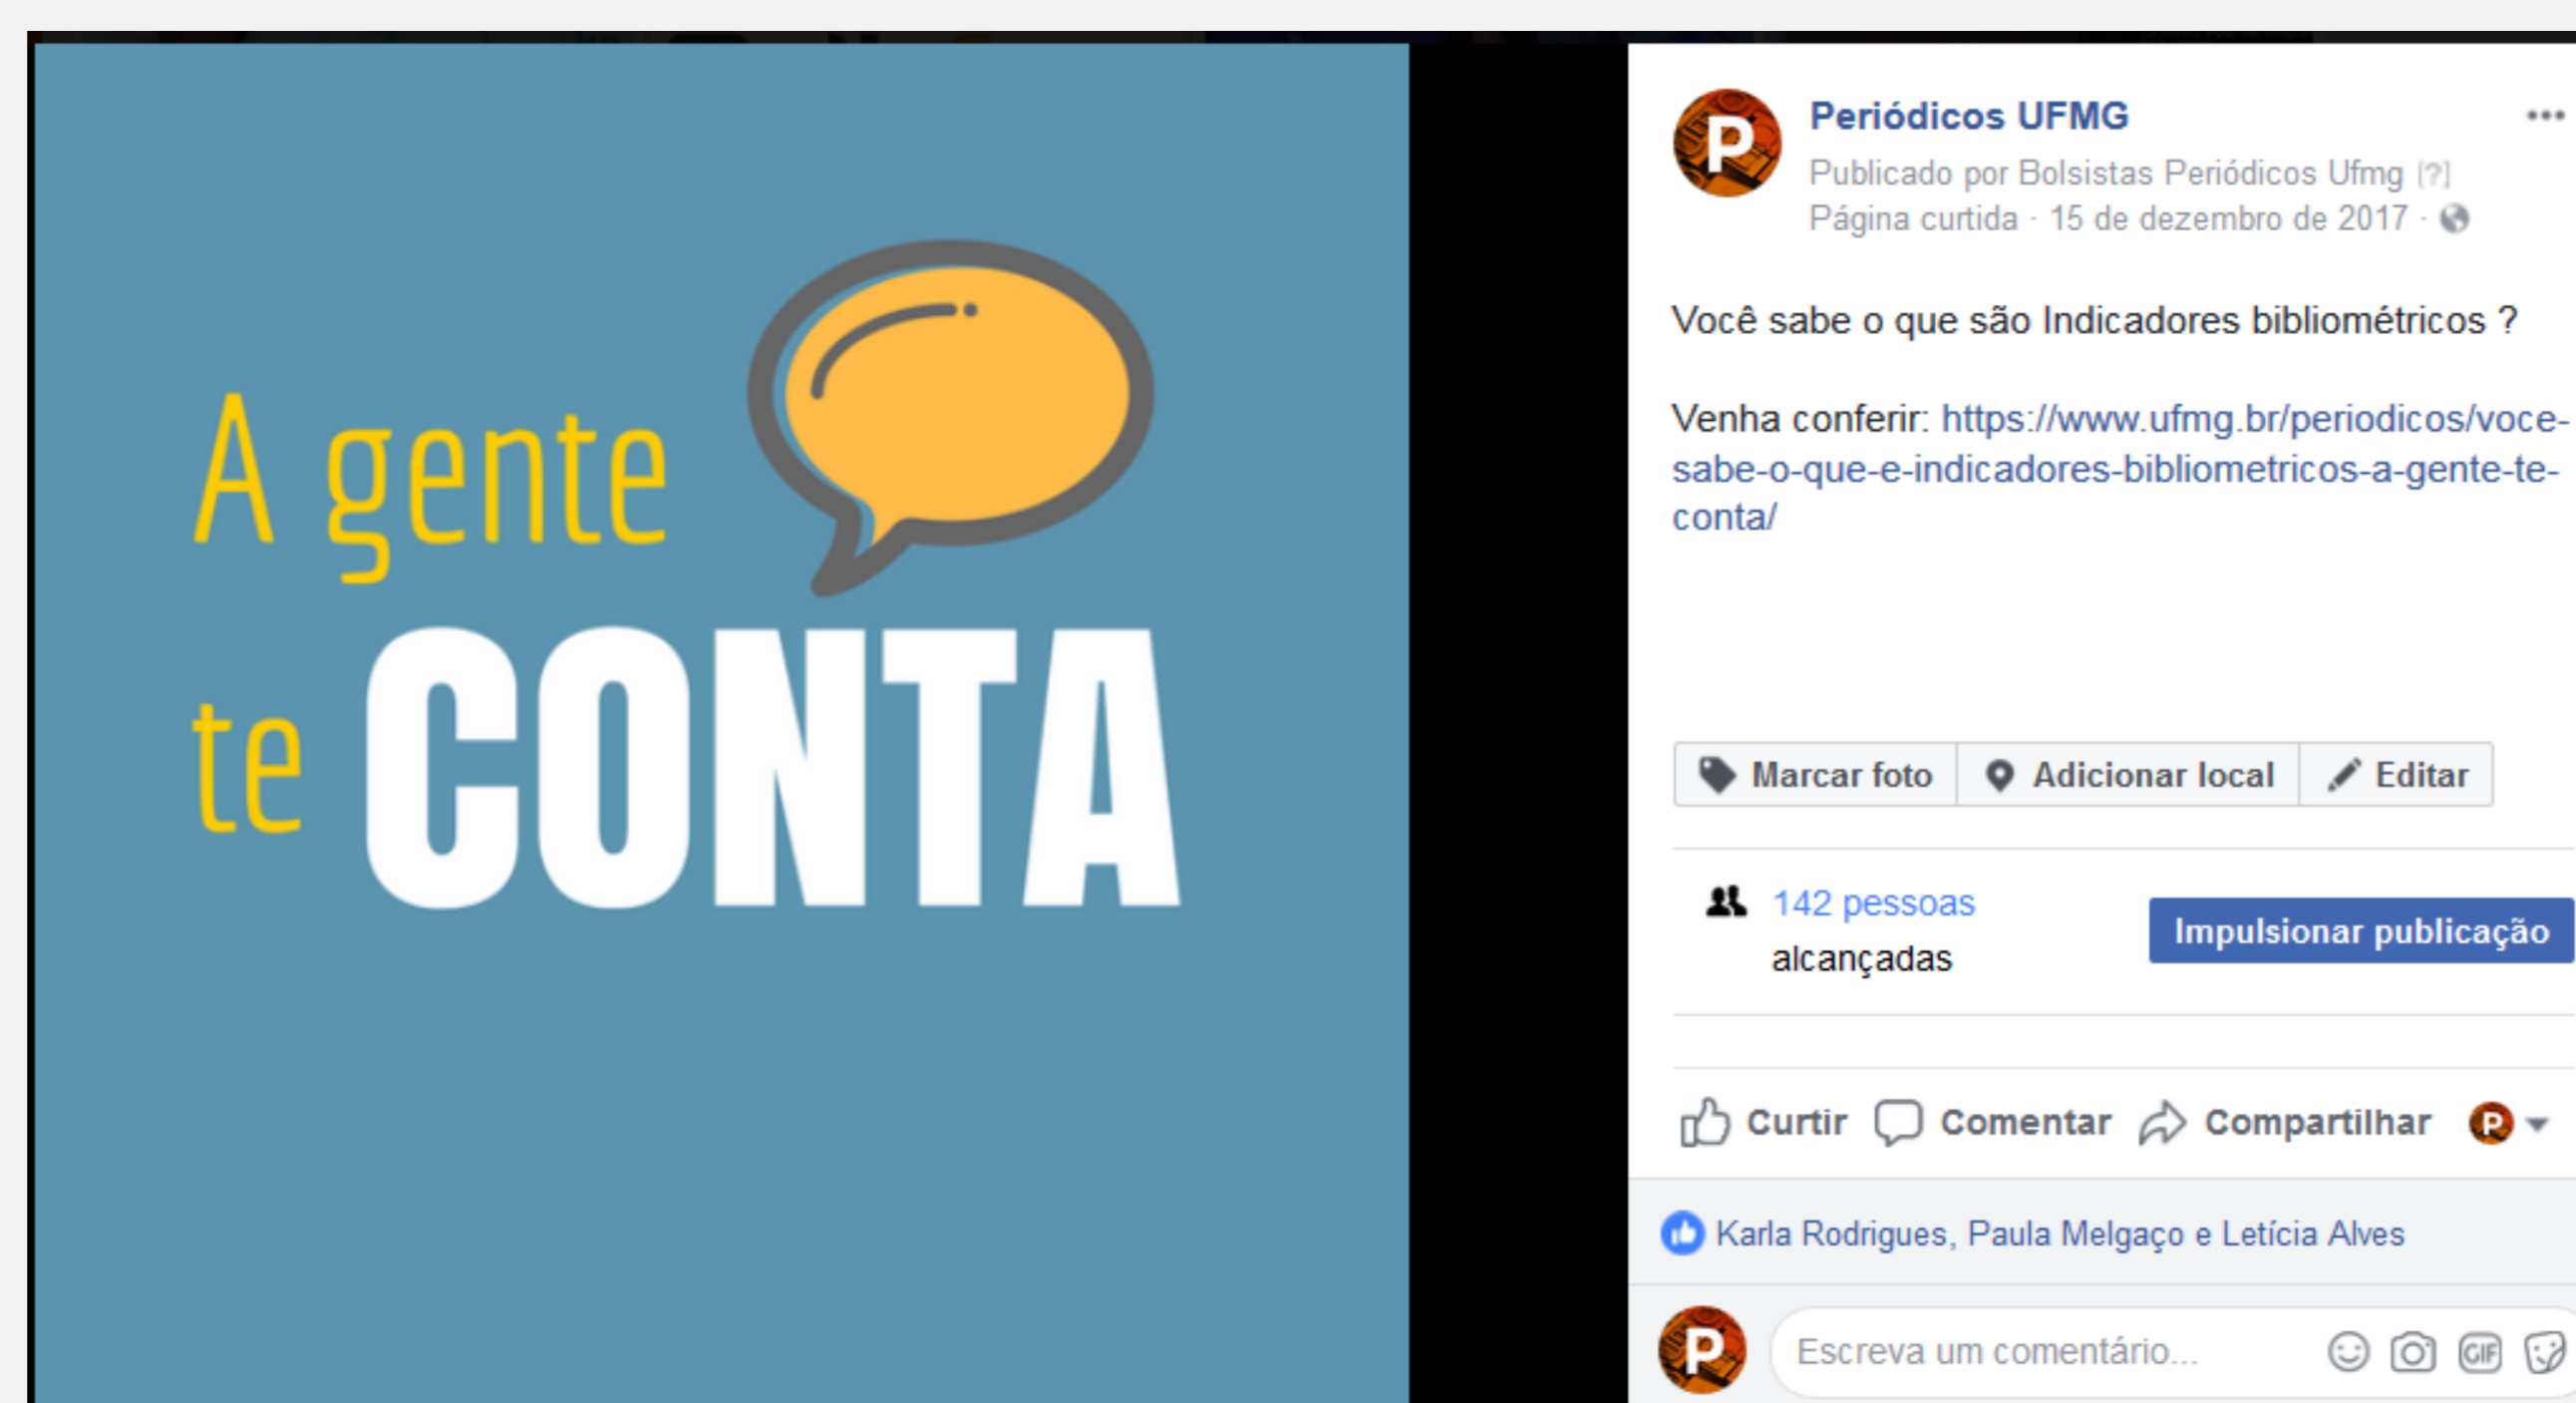 A gente
te CONTA
P
Periódicos UFMG
Publicado por Bolsistas Periódicos Ufmg [?]
Página curtida · 15 de dezembro de 2017 ·
Você sabe o que são Indicadores bibliométricos ?
Venha conferir: https://www.ufmg.br/periodicos/voce-
sabe-o-que-e-indicadores-bibliometricos-a-gente-te-
conta/
Marcar foto Adicionar local Editar
142 pessoas
alcançadas
Impulsionar publicação
Curtir Comentar Compartilhar P
Karla Rodrigues, Paula Melgaço e Letícia Alves
P Escreva um comentário... GIF